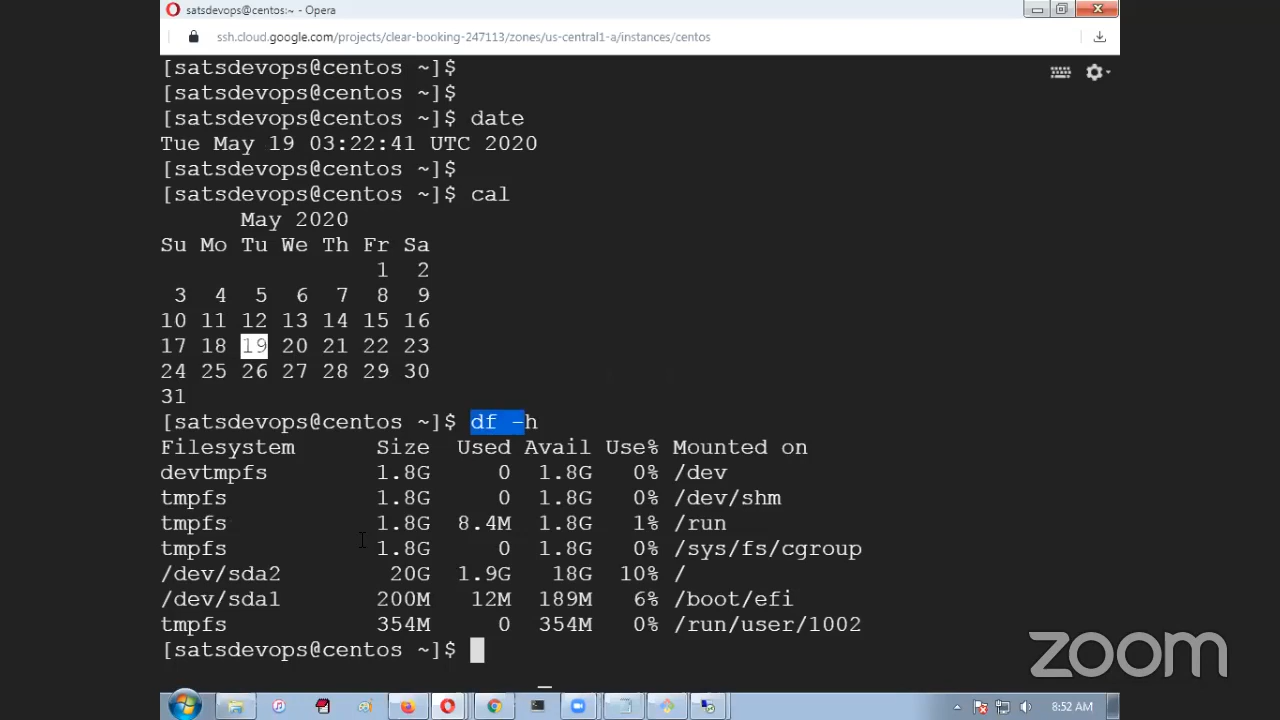 satsdevops@centos:~ - Opera
ssh.cloud.google.com/projects/clear-booking-247113/zones/us-central1-a/instances/centos
[satsdevops@centos ~]$
[satsdevops@centos ~]$
[satsdevops@centos ~]$ date
Tue May 19 03:22:41 UTC 2020
[satsdevops@centos ~]$
[satsdevops@centos ~]$ cal
May 2020
Su Mo Tu We Th Fr Sa
1 2
3 4 5 6 7 8 9
10 11 12 13 14 15 16
17 18 19 20 21 22 23
24 25 26 27 28 29 30
31
[satsdevops@centos ~]$ df -h
Filesystem Size Used Avail Use% Mounted on
devtmpfs 1.8G 0 1.8G 0% /dev
tmpfs 1.8G 0 1.8G 0% /dev/shm
tmpfs 1.8G 8.4M 1.8G 1% /run
tmpfs 1.8G 0 1.8G 0% /sys/fs/cgroup
/dev/sda2 20G 1.9G 18G 10% /
/dev/sda1 200M 12M 189M 6% /boot/efi
tmpfs 354M 0 354M 0% /run/user/1002
[satsdevops@centos ~]$
zoom
8:52 AM